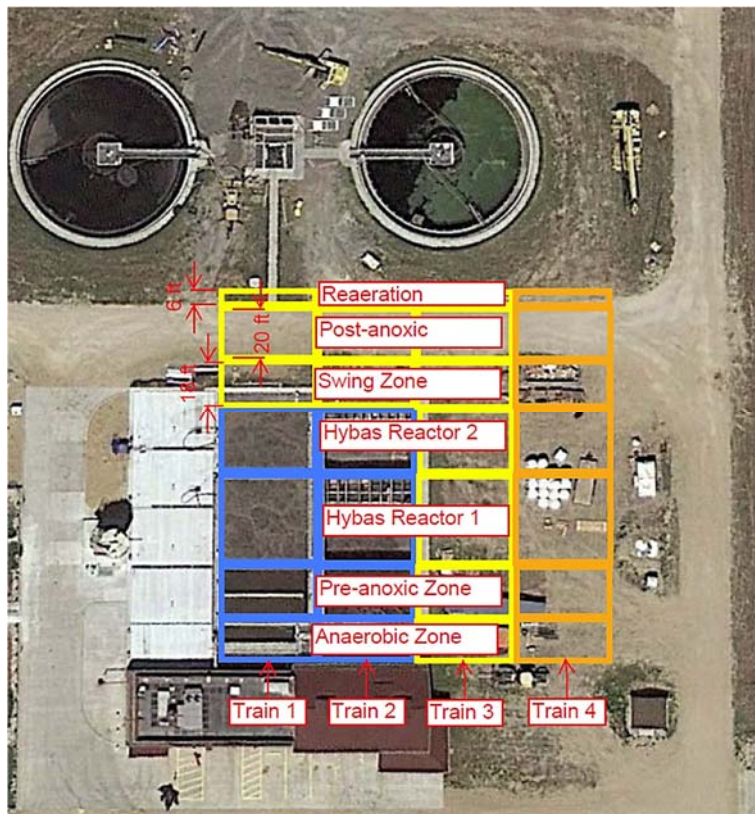 Reaeration
6 ft
Post-anoxic
20 ft
Swing Zone
18 ft
Hybas Reactor 2
Hybas Reactor 1
Pre-anoxic Zone
Anaerobic Zone
Train 1
Train 2
Train 3
Train 4